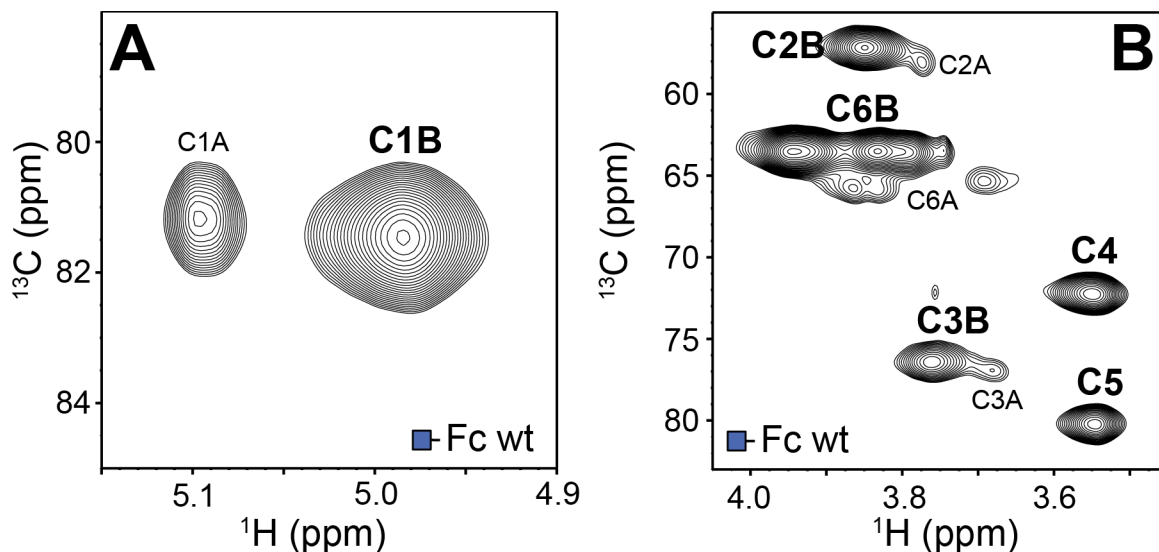 A
C1A
C1B
80
82
84
¹³C (ppm)
5.1
5.0
4.9
¹H (ppm)
Fc wt
B
C2B
C2A
C6B
C6A
C4
C3B
C3A
C5
60
65
70
75
80
¹³C (ppm)
4.0
3.8
3.6
¹H (ppm)
Fc wt